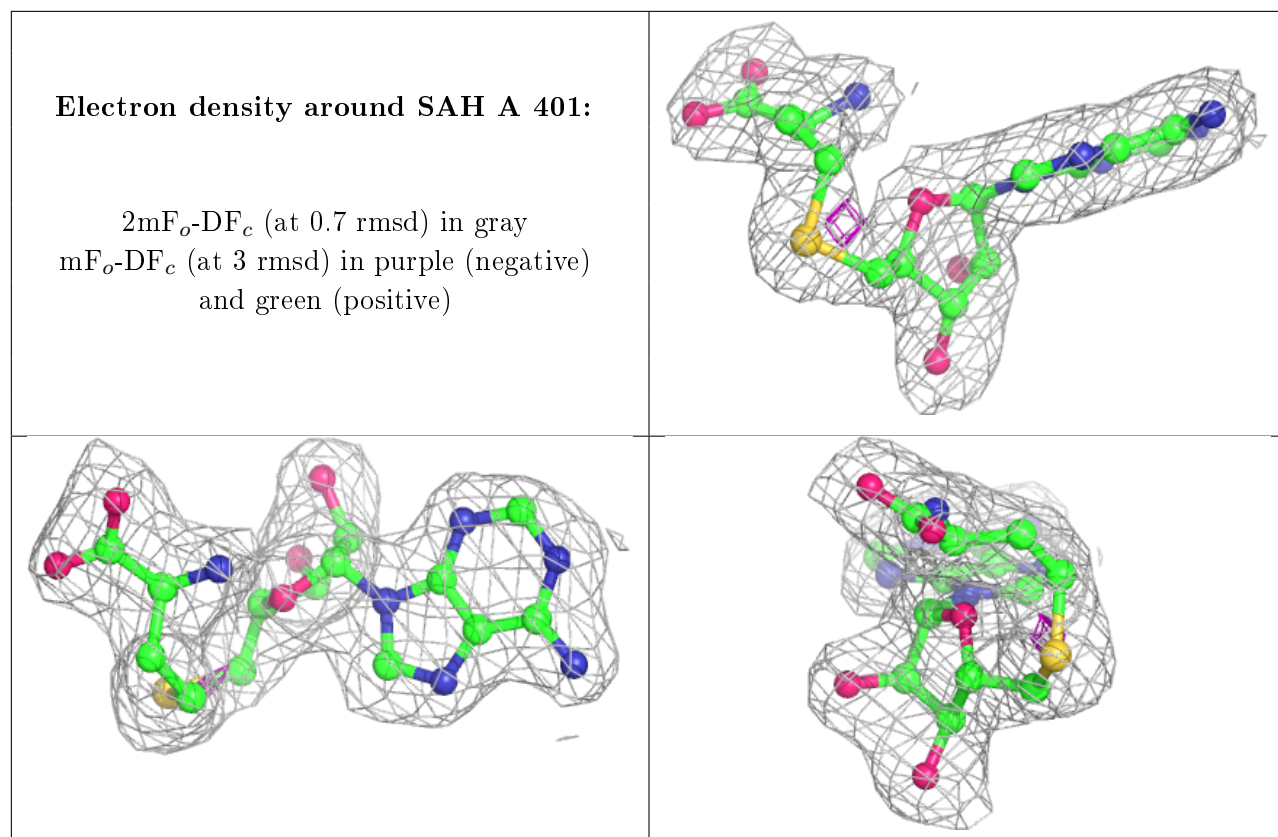 Electron density around SAH A 401:
2mFₒ-DF𝒸 (at 0.7 rmsd) in gray
mFₒ-DF𝒸 (at 3 rmsd) in purple (negative)
and green (positive)